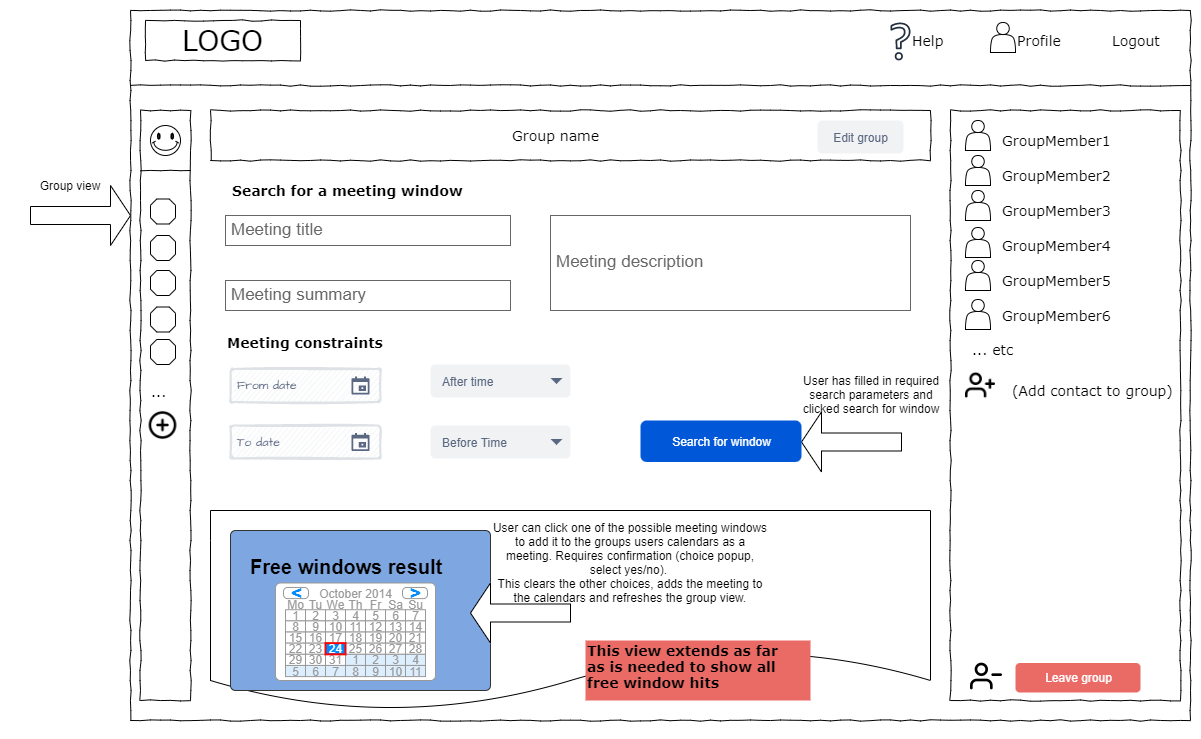 LOGO
Help
Profile
Logout
Group view
Group name
Edit group
Search for a meeting window
Meeting title
Meeting description
Meeting summary
Meeting constraints
From date
After time
To date
Before Time
Search for window
User has filled in required
search parameters and
clicked search for window
GroupMember1
GroupMember2
GroupMember3
GroupMember4
GroupMember5
GroupMember6
... etc
(Add contact to group)
...
Free windows result
< October 2014 >
Mo Tu We Th Fr Sa Su
1 2 3 4 5 6 7
8 9 10 11 12 13 14
15 16 17 18 19 20 21
22 23 24 25 26 27 28
29 30 31 1 2 3 4
5 6 7 8 9 10 11
User can click one of the possible meeting windows
to add it to the groups users calendars as a
meeting. Requires confirmation (choice popup,
select yes/no).
This clears the other choices, adds the meeting to
the calendars and refreshes the group view.
This view extends as far
as is needed to show all
free window hits
Leave group